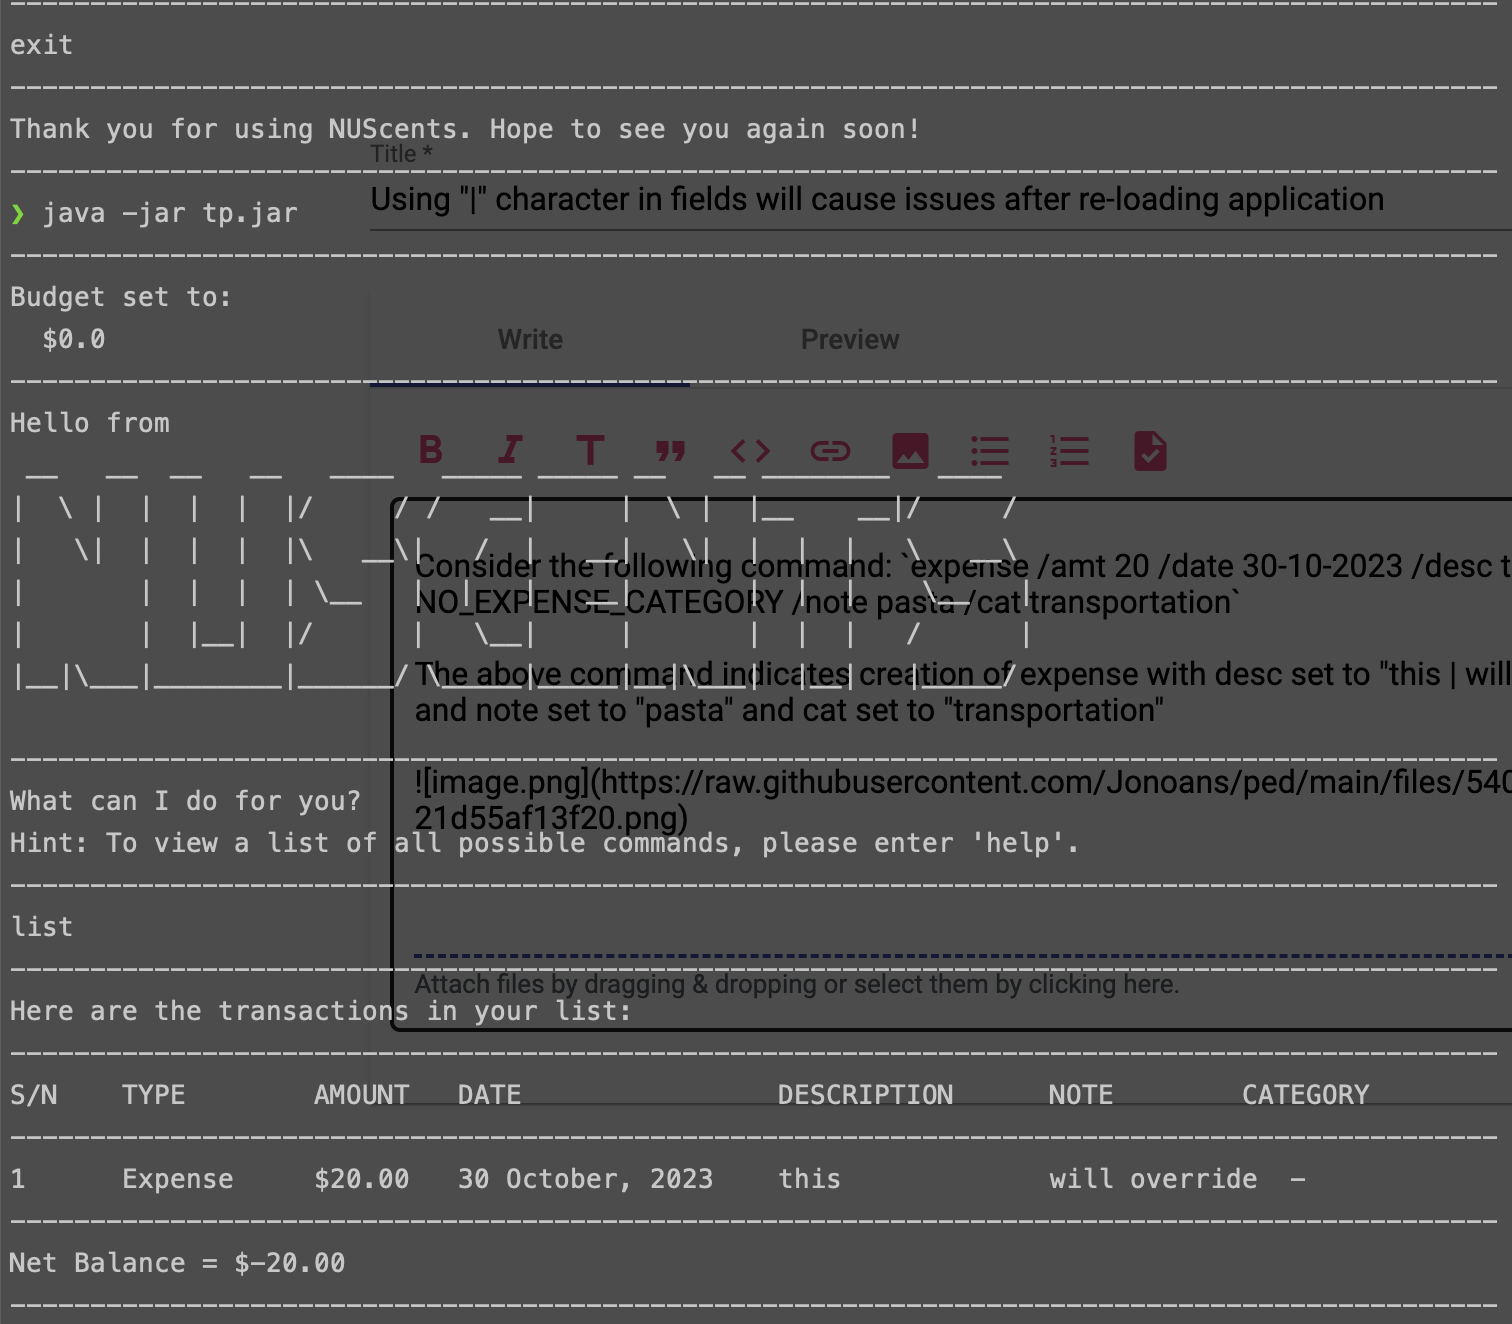 exit
Thank you for using NUScents. Hope to see you again soon!
Title *
Using "|" character in fields will cause issues after re-loading application
❯ java -jar tp.jar
Budget set to:
$0.0
Write Preview
Hello from
Consider the following command: `expense /amt 20 /date 30-10-2023 /desc t
NO_EXPENSE_CATEGORY /note pasta /cat transportation`
The above command indicates creation of expense with desc set to "this | will
and note set to "pasta" and cat set to "transportation"
![image.png](https://raw.githubusercontent.com/Jonoans/ped/main/files/540
21d55af13f20.png)
What can I do for you?
Hint: To view a list of all possible commands, please enter 'help'.
list
Attach files by dragging & dropping or select them by clicking here.
Here are the transactions in your list:
S/N TYPE AMOUNT DATE DESCRIPTION NOTE CATEGORY
1 Expense $20.00 30 October, 2023 this will override -
Net Balance = $-20.00